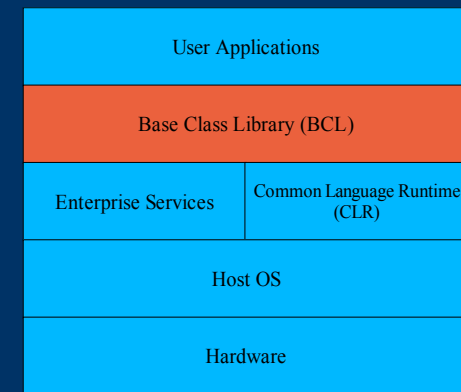 User Applications
Base Class Library (BCL)
Enterprise Services
Common Language Runtime
(CLR)
Host OS
Hardware